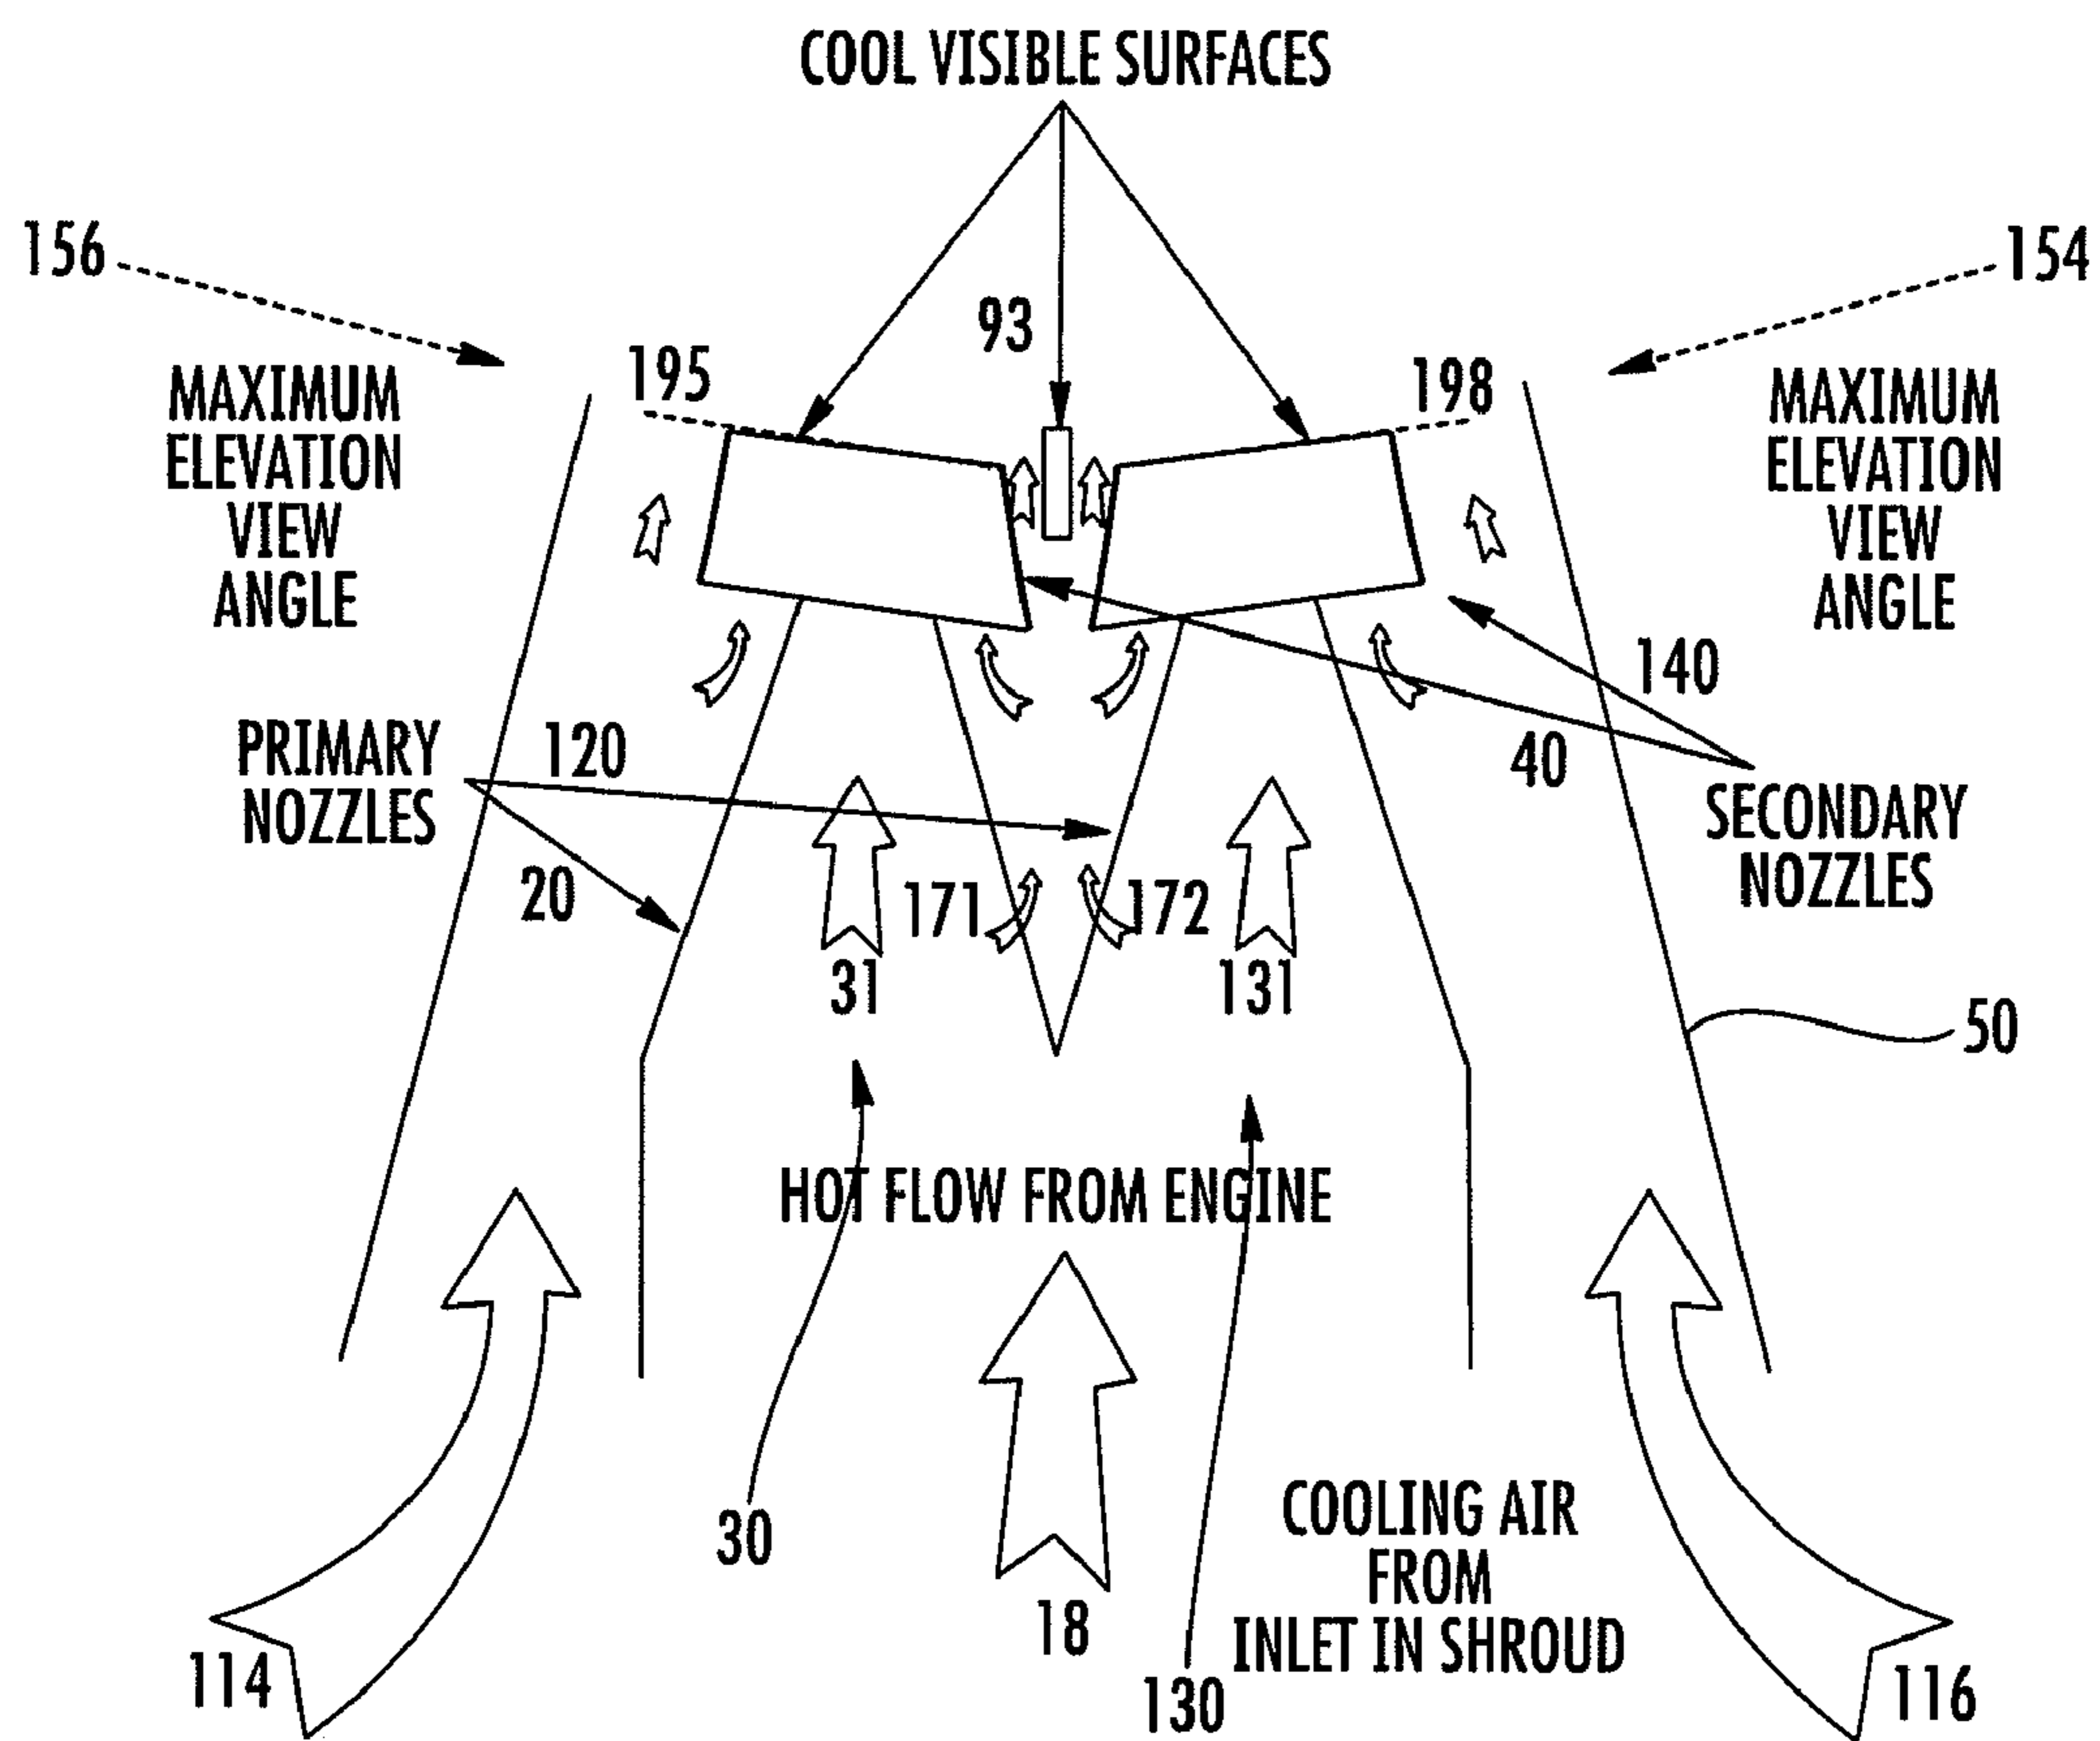 COOL VISIBLE SURFACES
156
154
93
195
198
MAXIMUM
ELEVATION
VIEW
ANGLE
MAXIMUM
ELEVATION
VIEW
ANGLE
140
PRIMARY
NOZZLES
120
40
SECONDARY
NOZZLES
20
171
172
31
131
50
HOT FLOW FROM ENGINE
30
18
COOLING AIR
FROM
INLET IN SHROUD
114
130
116